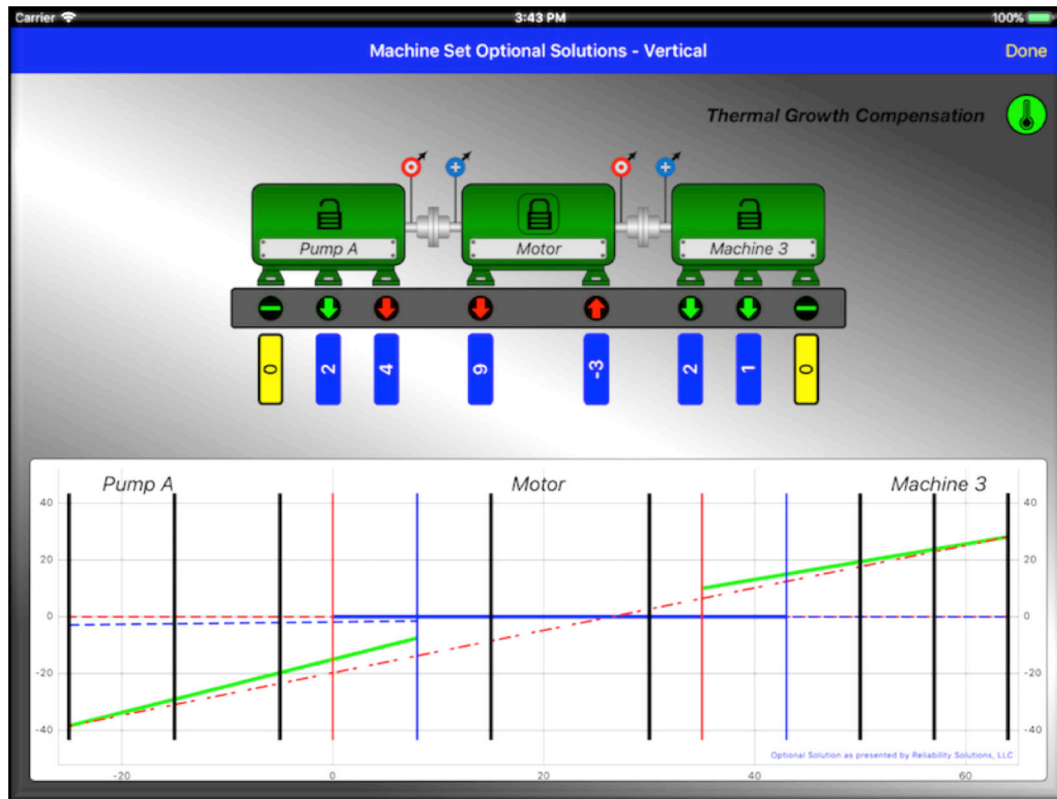 Carrier 3:43 PM 100%
Machine Set Optional Solutions - Vertical Done
Thermal Growth Compensation
Pump A Motor Machine 3
0 2 4 9 -3 2 1 0
Pump A Motor Machine 3
40 40
20 20
0 0
-20 -20
-40 -40
Optional Solution as presented by Reliability Solutions, LLC
-20 0 20 40 60